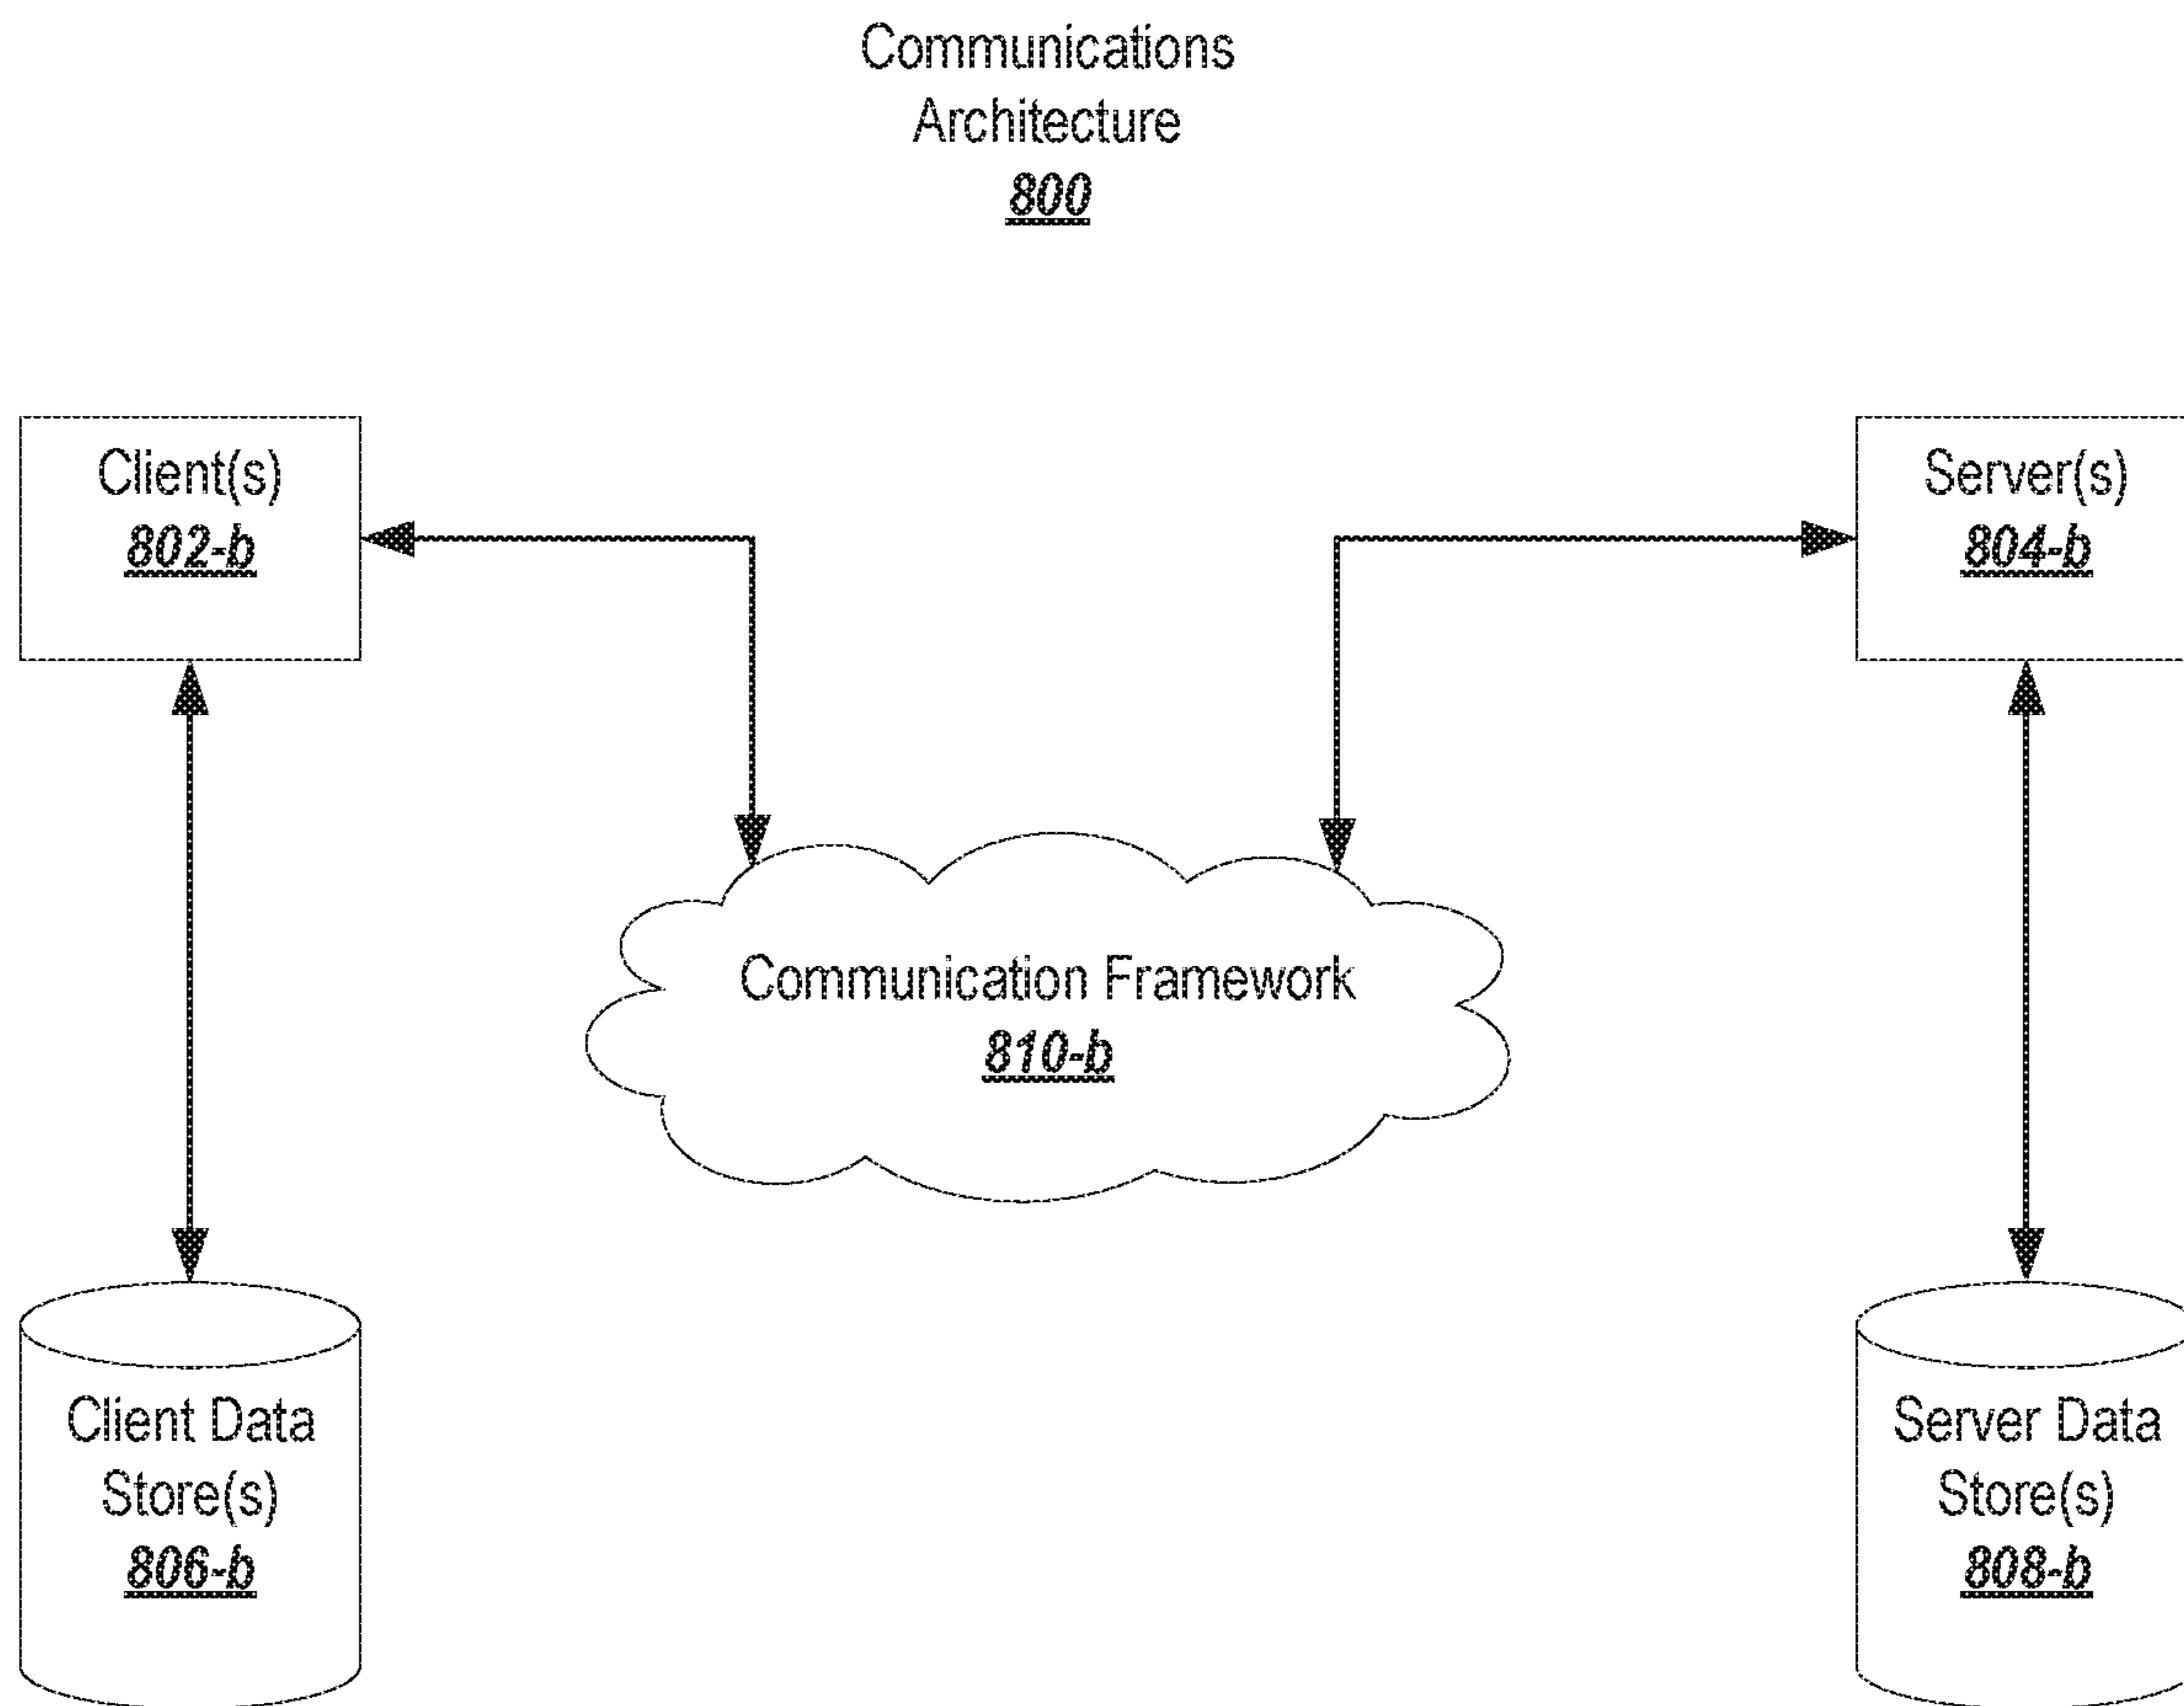 Communications
Architecture
800
Client(s)
802-b
Server(s)
804-b
Communication Framework
810-b
Client Data
Store(s)
806-b
Server Data
Store(s)
808-b